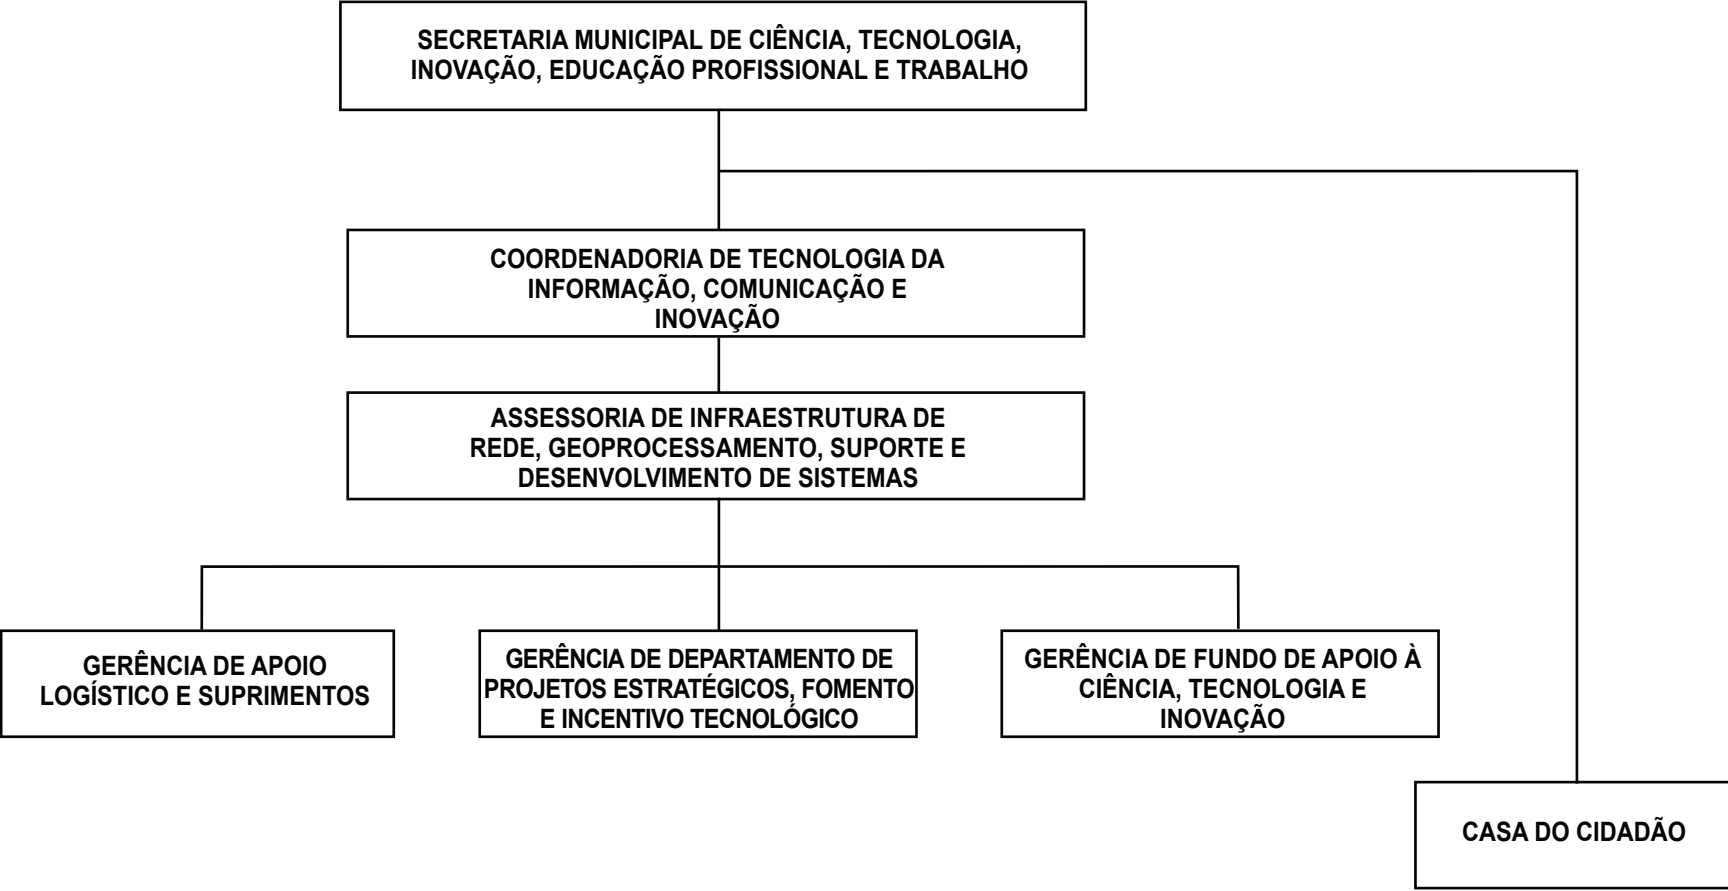 SECRETARIA MUNICIPAL DE CIÊNCIA, TECNOLOGIA,
INOVAÇÃO, EDUCAÇÃO PROFISSIONAL E TRABALHO
COORDENADORIA DE TECNOLOGIA DA
INFORMAÇÃO, COMUNICAÇÃO E
INOVAÇÃO
ASSESSORIA DE INFRAESTRUTURA DE
REDE, GEOPROCESSAMENTO, SUPORTE E
DESENVOLVIMENTO DE SISTEMAS
GERÊNCIA DE APOIO
LOGÍSTICO E SUPRIMENTOS
GERÊNCIA DE DEPARTAMENTO DE
PROJETOS ESTRATÉGICOS, FOMENTO
E INCENTIVO TECNOLÓGICO
GERÊNCIA DE FUNDO DE APOIO À
CIÊNCIA, TECNOLOGIA E
INOVAÇÃO
CASA DO CIDADÃO